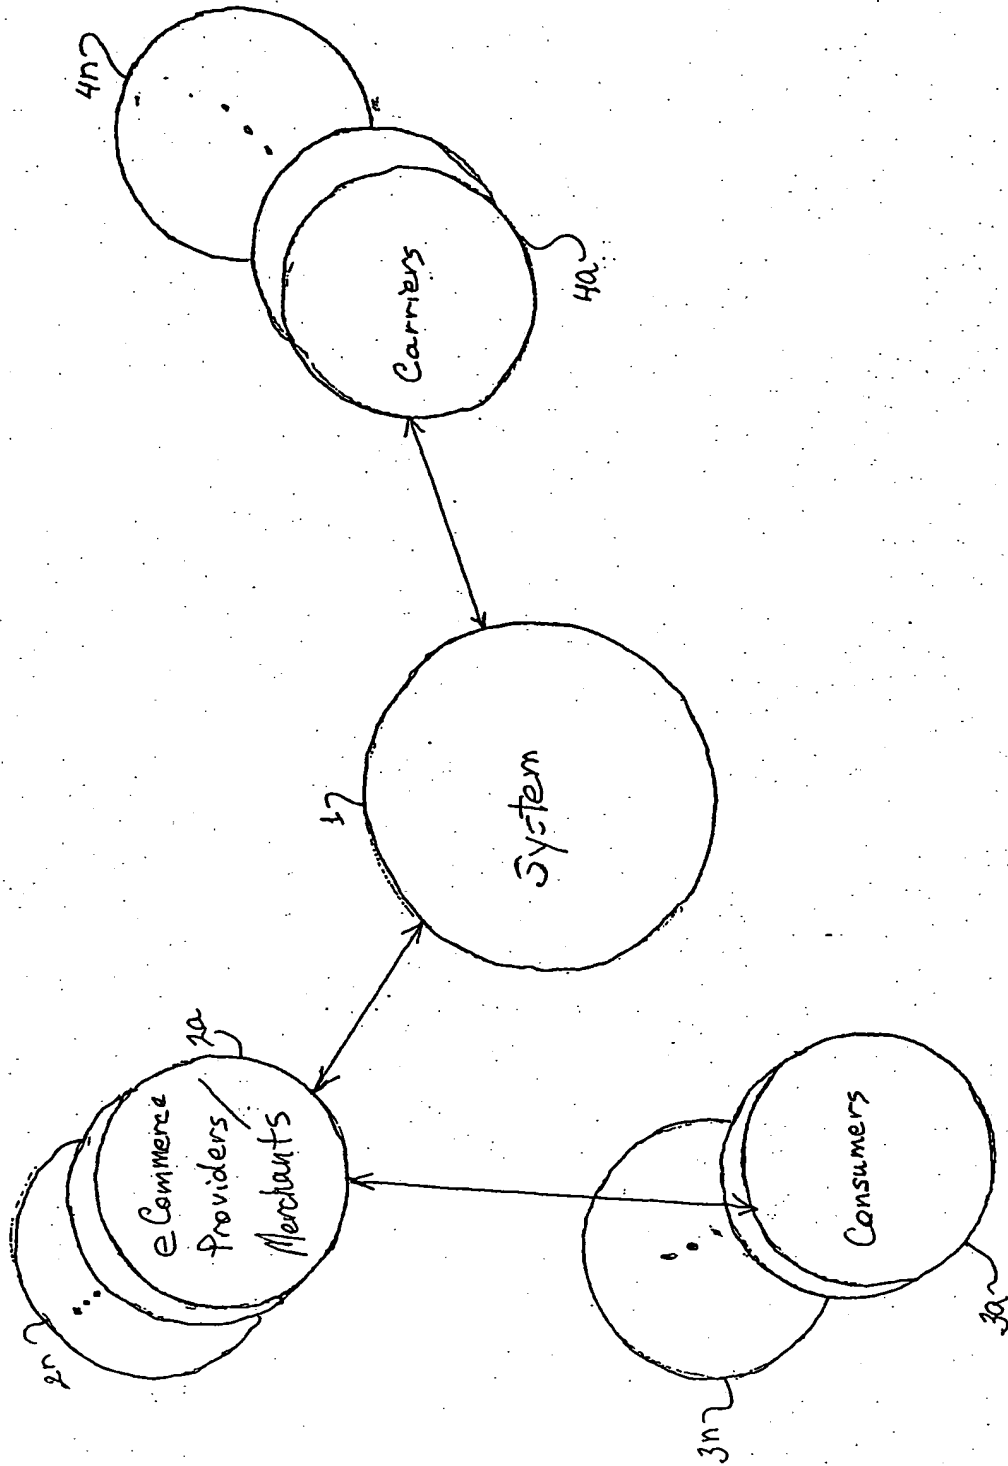 2n
2a
eCommerce
Providers/
Merchants
1
System
4n
Carriers
4a
3n
Consumers
3a